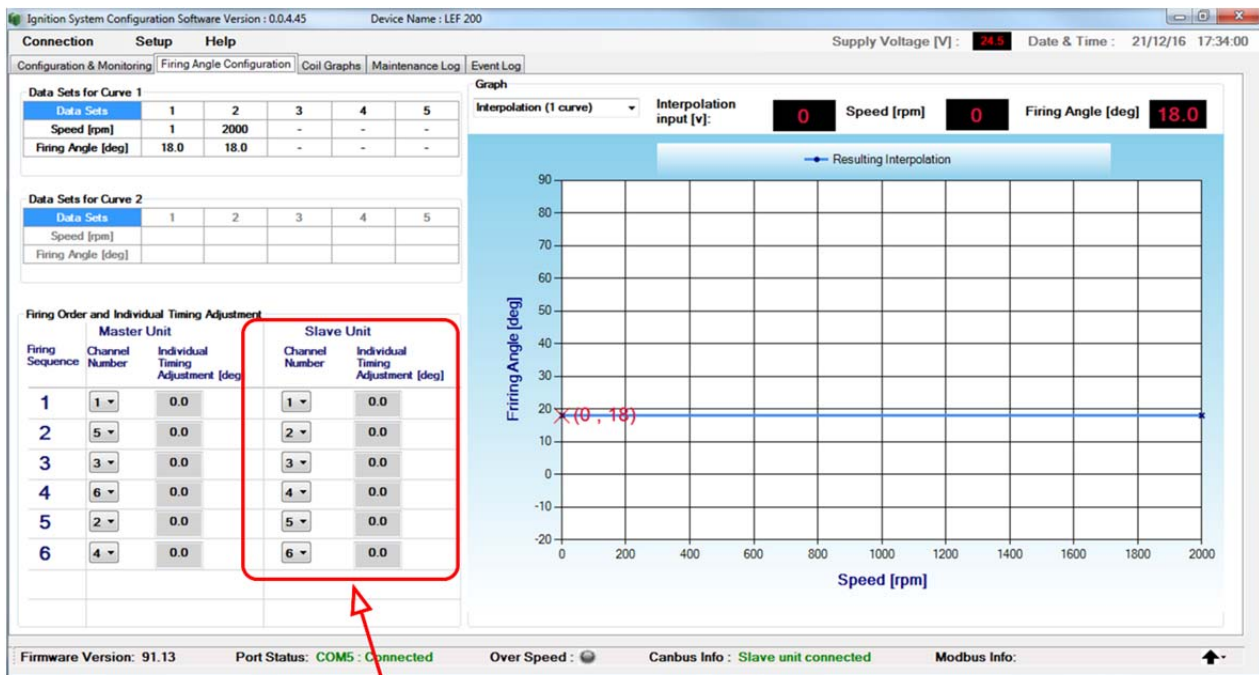 Ignition System Configuration Software Version : 0.0.4.45 Device Name : LEF 200
Connection Setup Help Supply Voltage [V] : 24.5 Date & Time : 21/12/16 17:34:00
Configuration & Monitoring Firing Angle Configuration Coil Graphs Maintenance Log Event Log
Data Sets for Curve 1
Data Sets 1 2 3 4 5
Speed [rpm] 1 2000 - - -
Firing Angle [deg] 18.0 18.0 - - -
Data Sets for Curve 2
Data Sets 1 2 3 4 5
Speed [rpm]
Firing Angle [deg]
Firing Order and Individual Timing Adjustment
Master Unit Slave Unit
Firing Sequence Channel Number Individual Timing Adjustment [deg] Channel Number Individual Timing Adjustment [deg]
1 1 0.0 1 0.0
2 5 0.0 2 0.0
3 3 0.0 3 0.0
4 6 0.0 4 0.0
5 2 0.0 5 0.0
6 4 0.0 6 0.0
Graph
Interpolation (1 curve) Interpolation input [v]: 0 Speed [rpm] 0 Firing Angle [deg] 18.0
Resulting Interpolation
90
80
70
60
50
40
30
20
10
0
-10
-20
Friring Angle [deg]
(0 , 18)
0 200 400 600 800 1000 1200 1400 1600 1800 2000
Speed [rpm]
Firmware Version: 91.13 Port Status: COM5 : Connected Over Speed : Canbus Info : Slave unit connected Modbus Info: